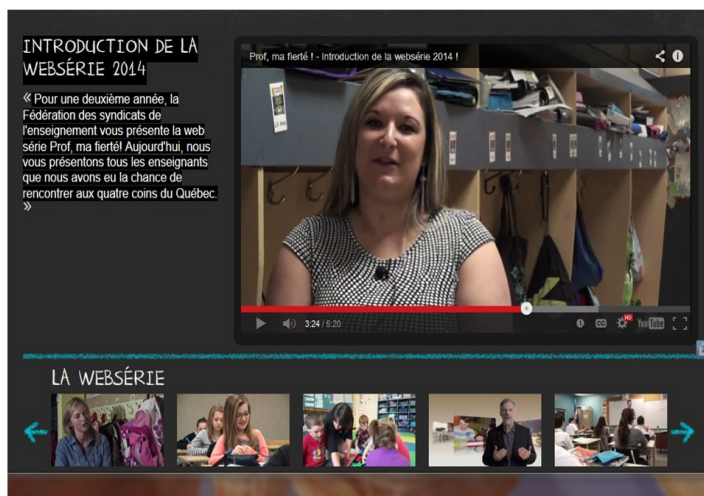 INTRODUCTION DE LA
WEBSÉRIE 2014
« Pour une deuxième année, la
Fédération des syndicats de
l'enseignement vous présente la web
série Prof, ma fierté! Aujourd'hui, nous
vous présentons tous les enseignants
que nous avons eu la chance de
rencontrer aux quatre coins du Québec.
»
Prof, ma fierté ! - Introduction de la websérie 2014 !
3:24 / 5:20
CC
HD
YouTube
LA WEBSÉRIE